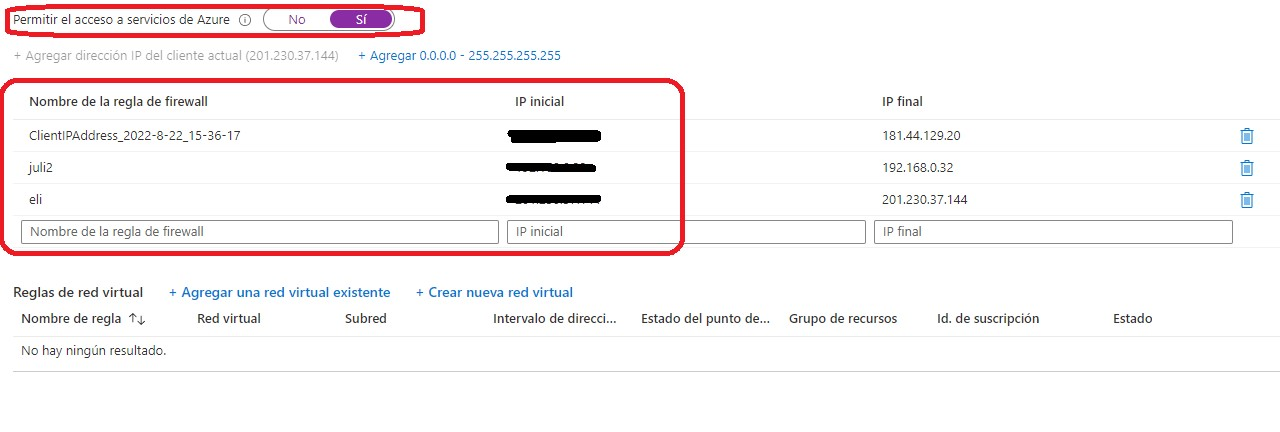 Permitir el acceso a servicios de Azure No Sí
+ Agregar dirección IP del cliente actual (201.230.37.144) + Agregar 0.0.0.0 - 255.255.255.255
Nombre de la regla de firewall IP inicial IP final
ClientIPAddress_2022-8-22_15-36-17 181.44.129.20
juli2 192.168.0.32
eli 201.230.37.144
Nombre de la regla de firewall IP inicial IP final
Reglas de red virtual + Agregar una red virtual existente + Crear nueva red virtual
Nombre de regla ↑↓ Red virtual Subred Intervalo de direcci... Estado del punto de... Grupo de recursos Id. de suscripción Estado
No hay ningún resultado.